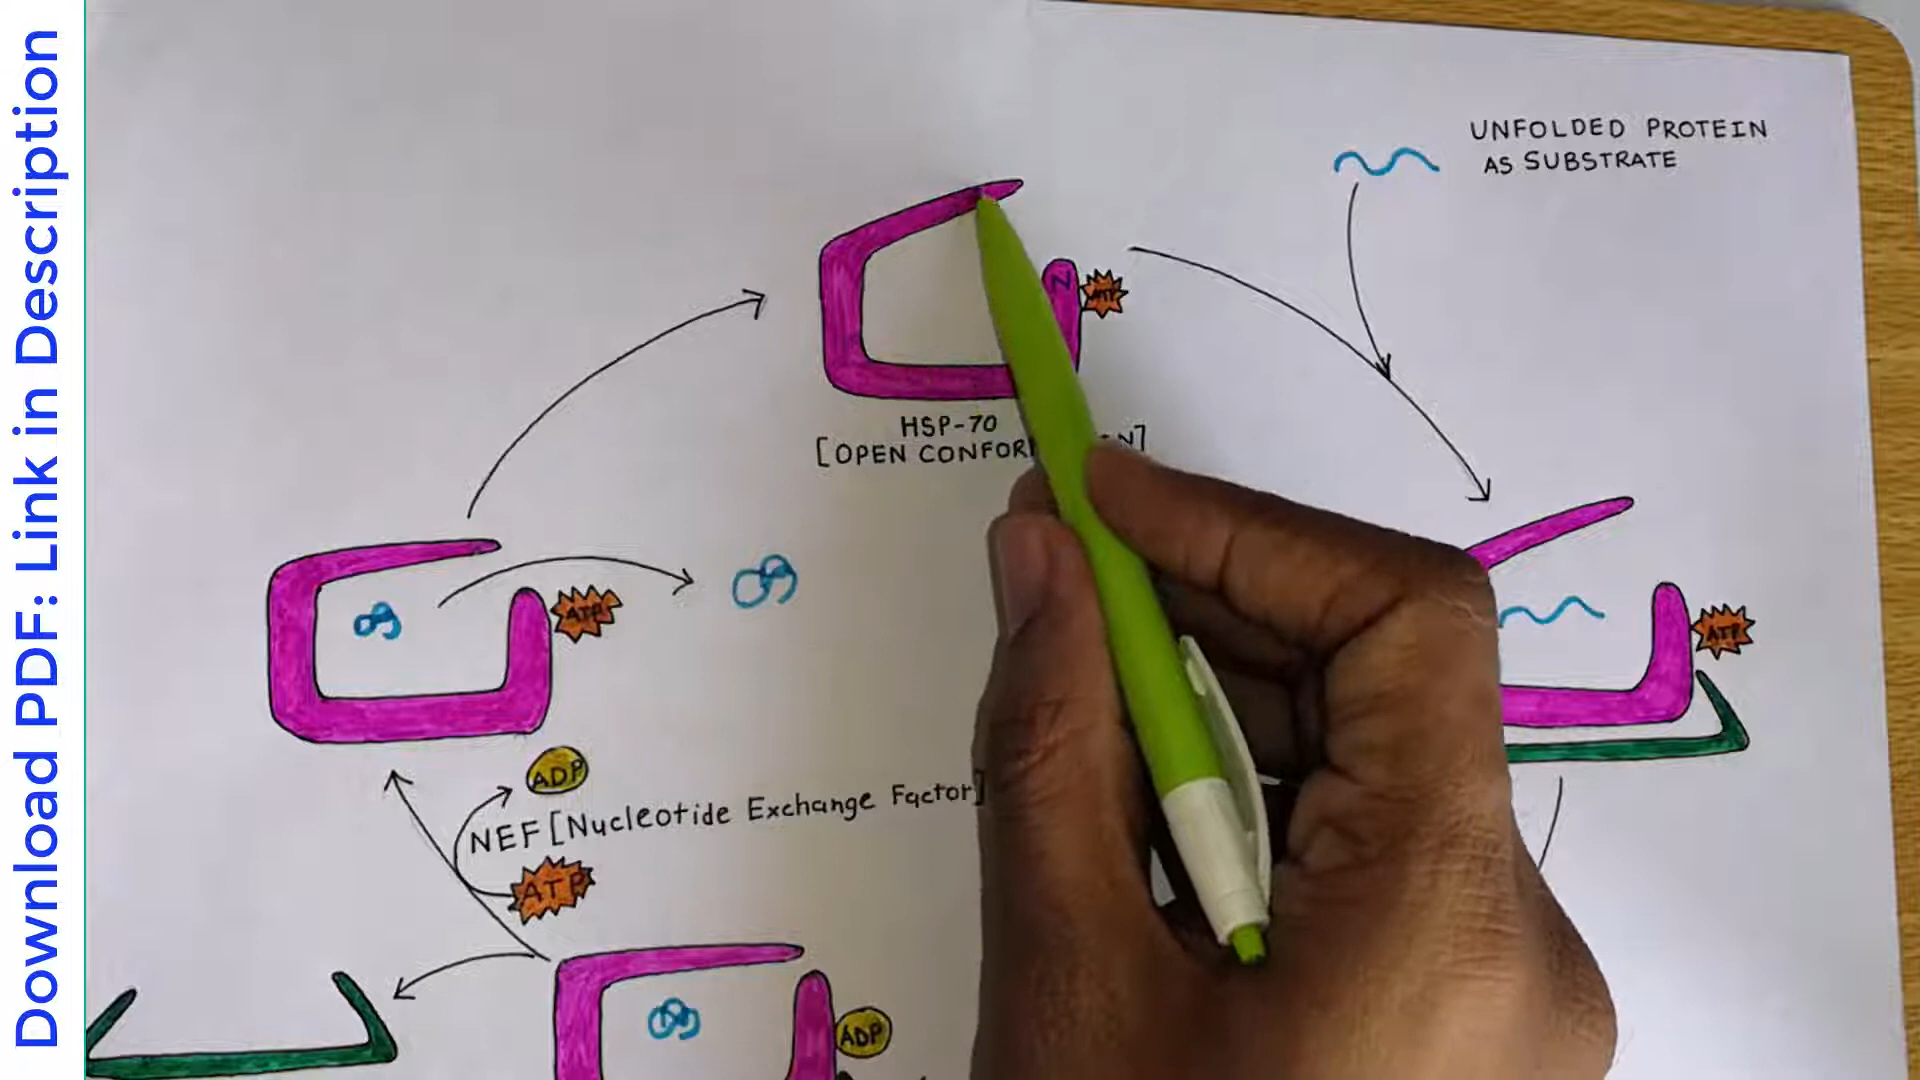 Download PDF: Link in Description
UNFOLDED PROTEIN
AS SUBSTRATE
N
ATP
HSP-70
[OPEN
ATP
ATP
ADP
NEF [Nucleotide Exchange Factor]
ATP
ADP